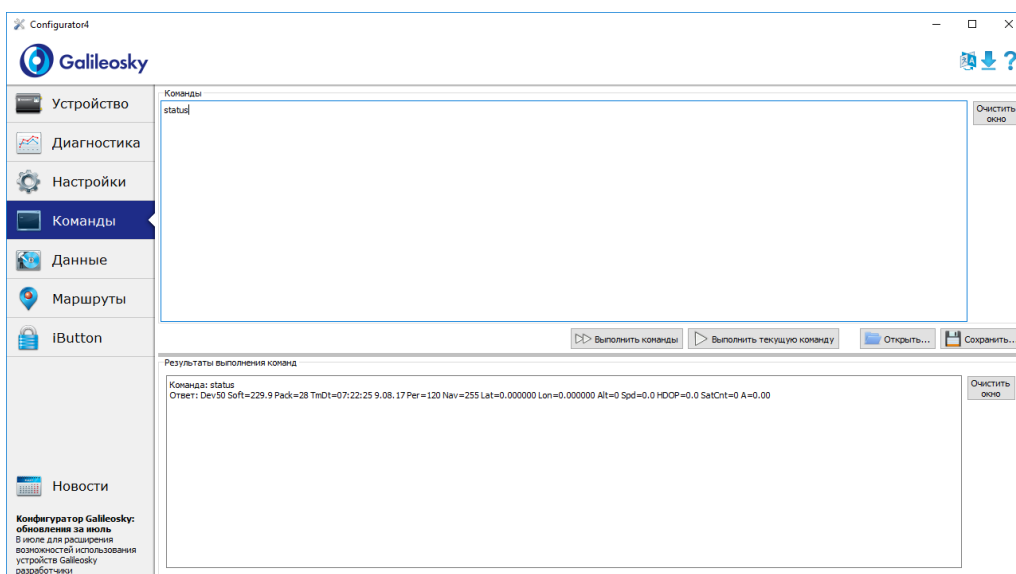 Configurator4
Galileosky
Устройство
Диагностика
Настройки
Команды
Данные
Маршруты
iButton
Новости
Конфигуратор Galileosky:
обновления за июль
В июле для расширения
возможностей использования
устройств Galileosky
разработчики
Команды
status
Очистить
окно
Выполнить команды
Выполнить текущую команду
Открыть...
Сохранить...
Результаты выполнения команд
Команда: status
Ответ: Dev50 Soft=229.9 Pack=28 TmDt=07:22:25 9.08.17 Per=120 Nav=255 Lat=0.000000 Lon=0.000000 Alt=0 Spd=0.0 HDOP=0.0 SatCnt=0 A=0.00
Очистить
окно